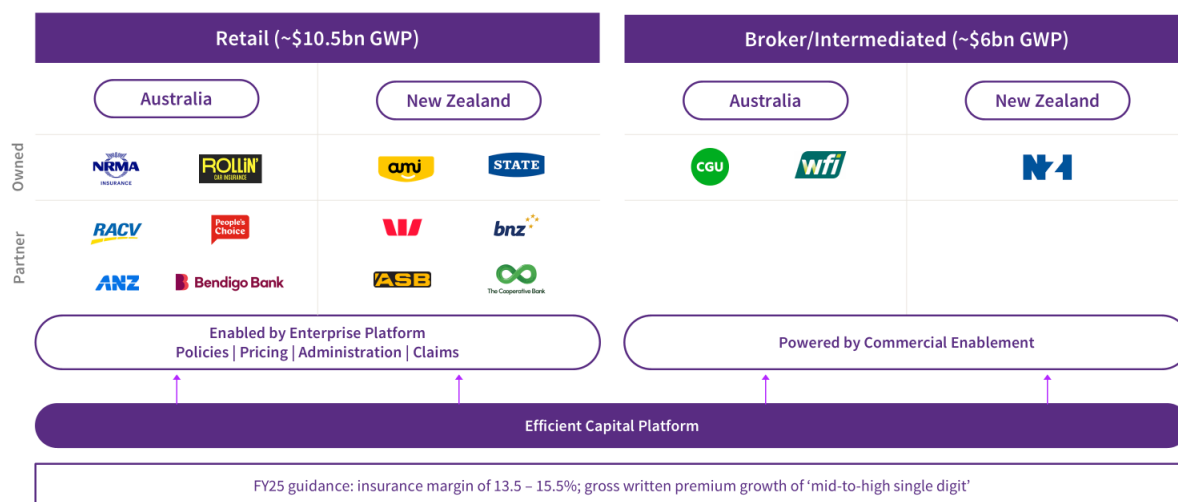 Retail (~$10.5bn GWP)
Broker/Intermediated (~$6bn GWP)
Australia
New Zealand
Australia
New Zealand
Owned
NRMA
INSURANCE
ROLLiN'
CAR INSURANCE
ami
STATE
CGU
wfi
NZI
Partner
RACV
People's
Choice
bnz
ANZ
Bendigo Bank
ASB
The Cooperative Bank
Enabled by Enterprise Platform
Policies | Pricing | Administration | Claims
Powered by Commercial Enablement
Efficient Capital Platform
FY25 guidance: insurance margin of 13.5 – 15.5%; gross written premium growth of ‘mid-to-high single digit’